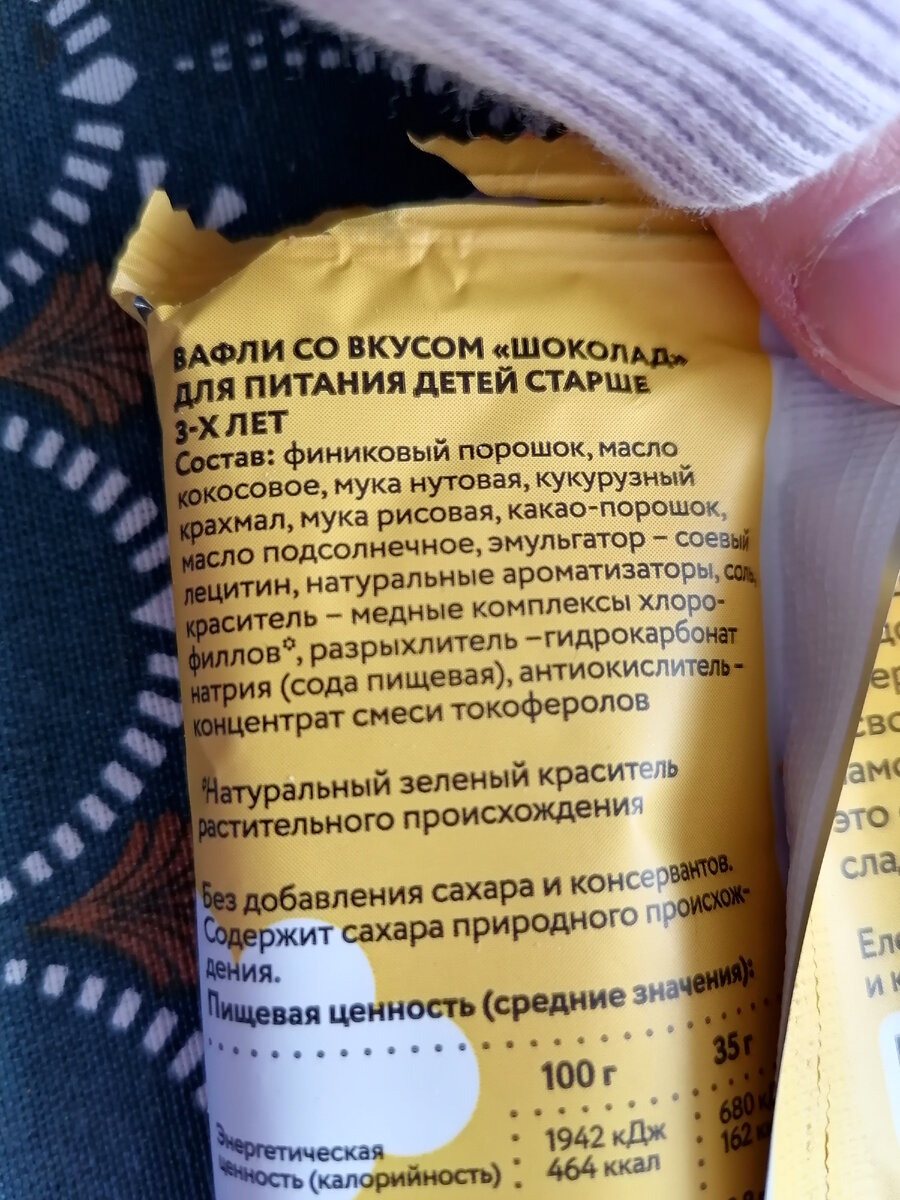 ВАФЛИ СО ВКУСОМ «ШОКОЛАД»
ДЛЯ ПИТАНИЯ ДЕТЕЙ СТАРШЕ
3-Х ЛЕТ
Состав: финиковый порошок, масло
кокосовое, мука нутовая, кукурузный
крахмал, мука рисовая, какао-порошок,
масло подсолнечное, эмульгатор – соевый
лецитин, натуральные ароматизаторы, соль,
краситель – медные комплексы хлоро-
филлов*, разрыхлитель –гидрокарбонат
натрия (сода пищевая), антиокислитель –
концентрат смеси токоферолов
*Натуральный зеленый краситель
растительного происхождения
Без добавления сахара и консервантов.
Содержит сахара природного происхож-
дения.
Пищевая ценность (средние значения):
100 г 35 г
Энергетическая 1942 кДж 680
ценность (калорийность) 464 ккал 162
это
и